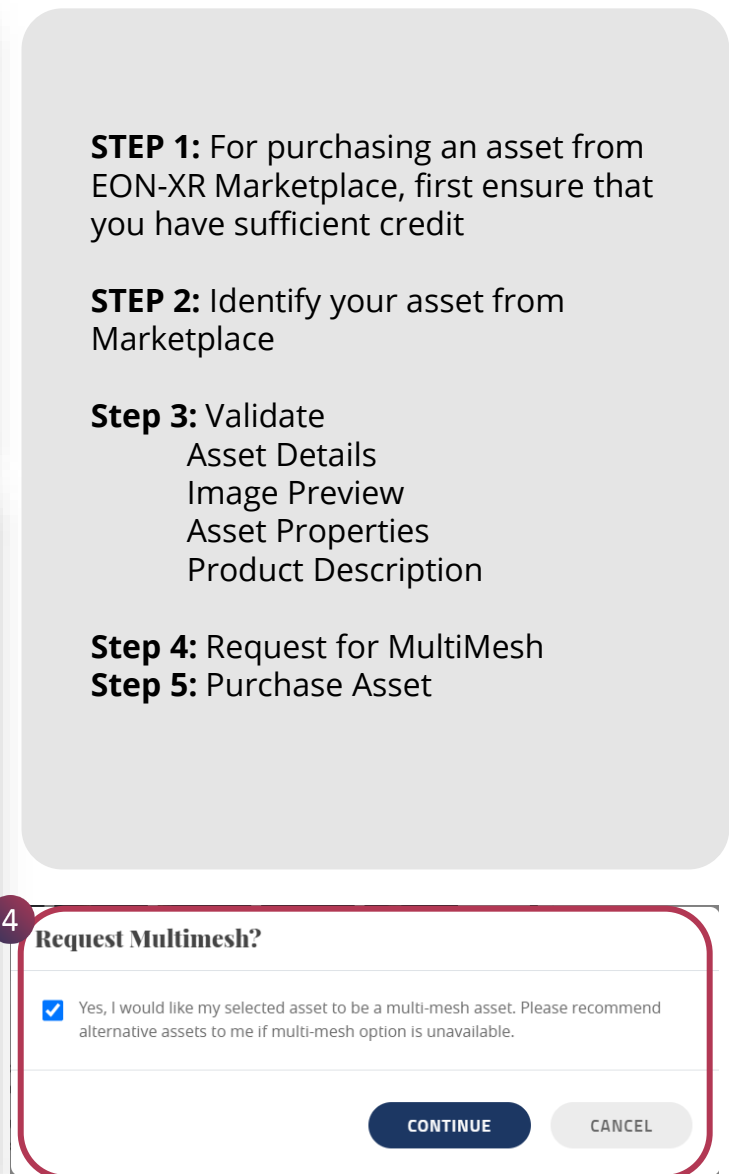 STEP 1: For purchasing an asset from
EON-XR Marketplace, first ensure that
you have sufficient credit
STEP 2: Identify your asset from
Marketplace
Step 3: Validate
Asset Details
Image Preview
Asset Properties
Product Description
Step 4: Request for MultiMesh
Step 5: Purchase Asset
4
Request Multimesh?
Yes, I would like my selected asset to be a multi-mesh asset. Please recommend
alternative assets to me if multi-mesh option is unavailable.
CONTINUE CANCEL